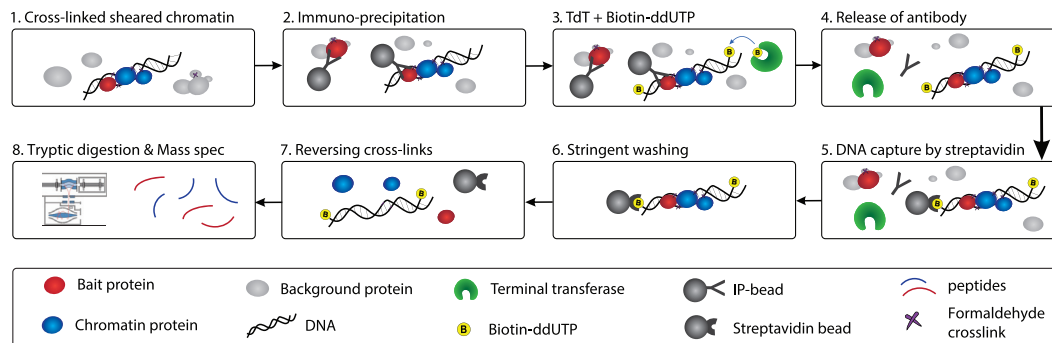 1. Cross-linked sheared chromatin
2. Immuno-precipitation
3. TdT + Biotin-ddUTP
4. Release of antibody
B
B
B
B
B
8. Tryptic digestion & Mass spec
7. Reversing cross-links
6. Stringent washing
5. DNA capture by streptavidin
B
B
B
B
B
B
Bait protein
Background protein
Terminal transferase
IP-bead
peptides
Chromatin protein
DNA
B
Biotin-ddUTP
Streptavidin bead
Formaldehyde
crosslink